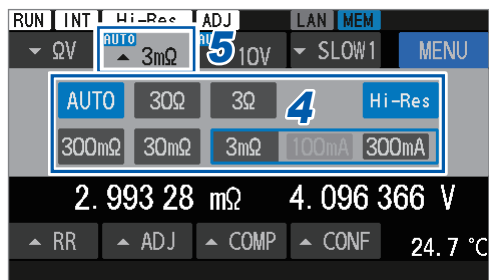 RUN INT Hi-Res ADJ LAN MEM
ΩV AUTO 3mΩ 5 10V SLOW1 MENU
AUTO 30Ω 3Ω 4 Hi-Res
300mΩ 30mΩ 3mΩ 100mA 300mA
2.993 28 mΩ 4.096 366 V
RR ADJ COMP CONF 24.7 °C